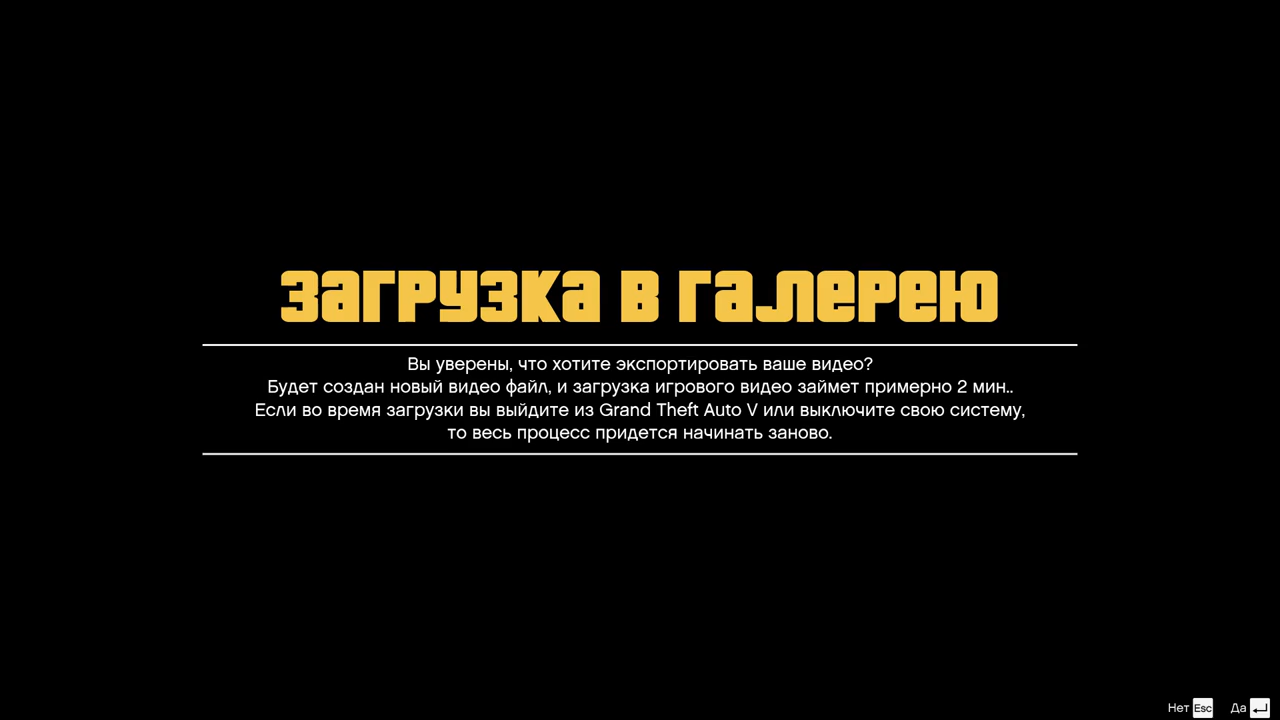 загрузка в галерею
Вы уверены, что хотите экспортировать ваше видео?
Будет создан новый видео файл, и загрузка игрового видео займет примерно 2 мин..
Если во время загрузки вы выйдите из Grand Theft Auto V или выключите свою систему,
то весь процесс придется начинать заново.
Нет Esc Да